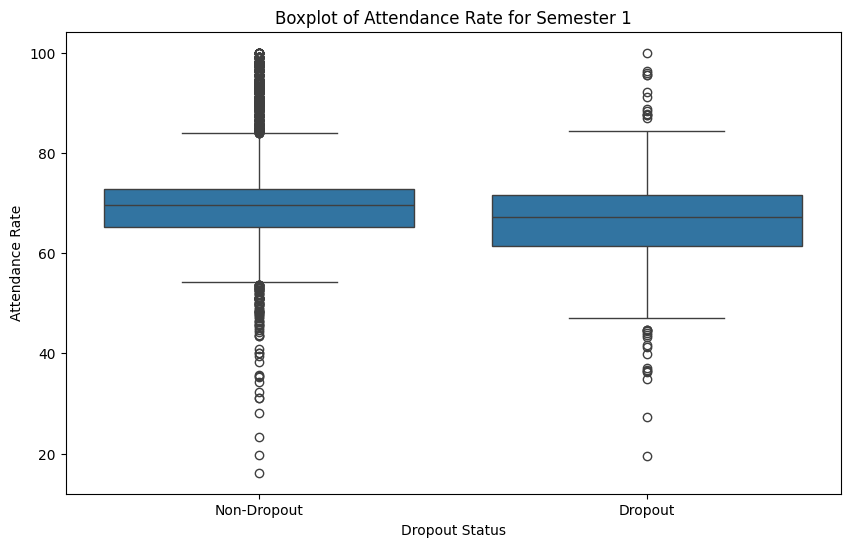 Boxplot of Attendance Rate for Semester 1
100
80
60
40
20
Attendance Rate
Non-Dropout
Dropout
Dropout Status